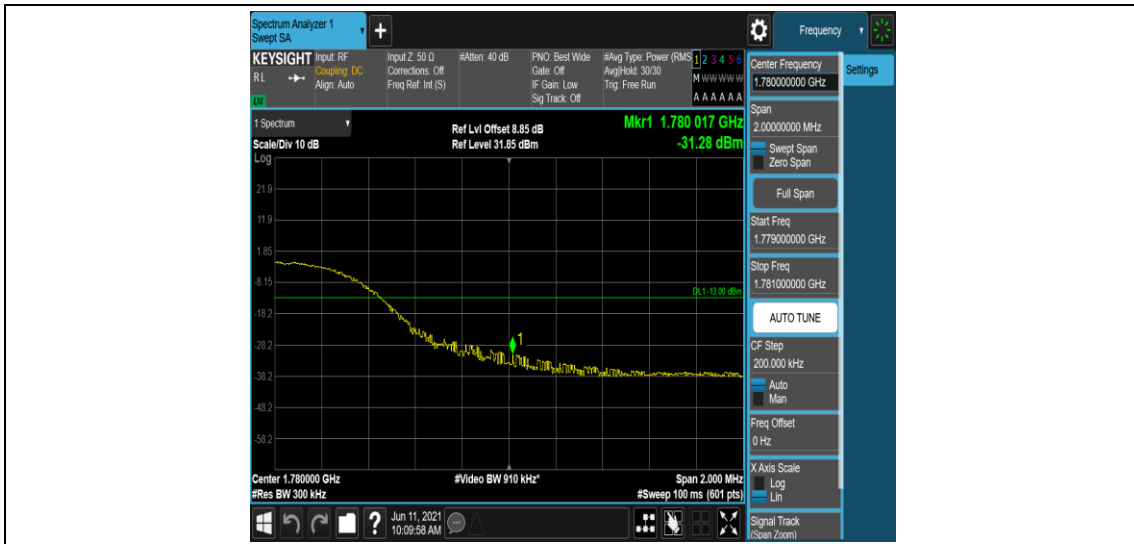 Spectrum Analyzer 1
Swept SA
Frequency
KEYSIGHT
RL
LXI
Input: RF
Coupling: DC
Align: Auto
Input Z: 50 Ω
Corrections: Off
Freq Ref: Int (S)
#Atten: 40 dB
PNO: Best Wide
Gate: Off
IF Gain: Low
Sig Track: Off
#Avg Type: Power (RMS
Avg|Hold: 30/30
Trig: Free Run
1 2 3 4 5 6
M W W W W W
A A A A A A
1 Spectrum
Scale/Div 10 dB
Log
Ref Lvl Offset 8.85 dB
Ref Level 31.85 dBm
Mkr1 1.780 017 GHz
-31.28 dBm
21.9
11.9
1.85
-8.15
-18.2
-28.2
-38.2
-48.2
-58.2
DL1 -13.00 dBm
1
Center 1.780000 GHz
#Res BW 300 kHz
#Video BW 910 kHz*
Span 2.000 MHz
#Sweep 100 ms (601 pts)
Center Frequency
1.780000000 GHz
Settings
Span
2.00000000 MHz
Swept Span
Zero Span
Full Span
Start Freq
1.779000000 GHz
Stop Freq
1.781000000 GHz
AUTO TUNE
CF Step
200.000 kHz
Auto
Man
Freq Offset
0 Hz
X Axis Scale
Log
Lin
Signal Track
(Span Zoom)
?
Jun 11, 2021
10:09:58 AM